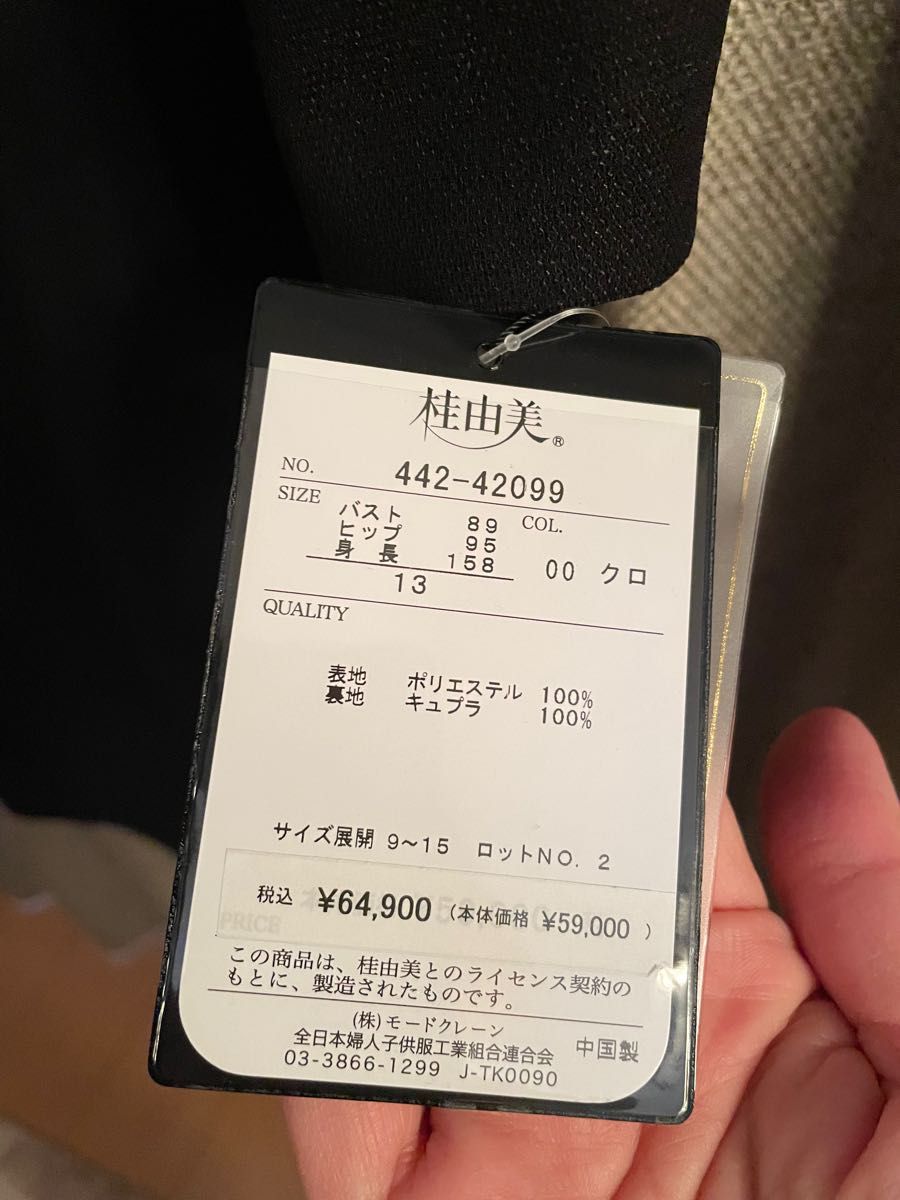 桂由美®
NO. 442-42099
SIZE
バスト 89
ヒップ 95
身 長 158
13
COL.
00 クロ
QUALITY
表地 ポリエステル 100%
裏地 キュプラ 100%
サイズ展開 9~15 ロットNO. 2
税込 ¥64,900 (本体価格 ¥59,000 )
PRICE
この商品は、桂由美とのライセンス契約の
もとに、製造されたものです。
(株)モードクレーン
全日本婦人子供服工業組合連合会
03-3866-1299 J-TK0090
中国製